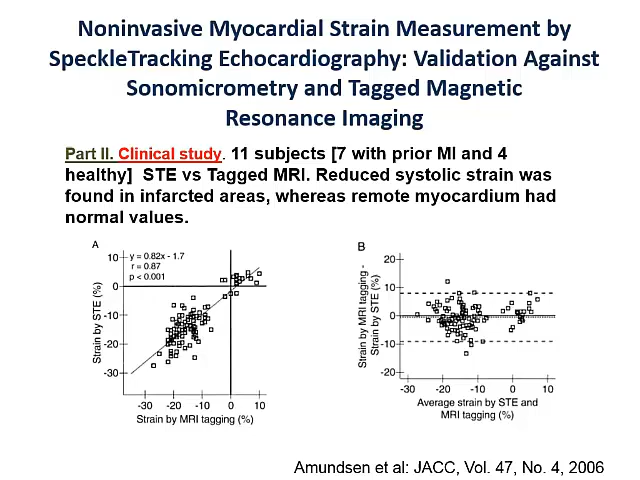 Noninvasive Myocardial Strain Measurement by
SpeckleTracking Echocardiography: Validation Against
Sonomicrometry and Tagged Magnetic
Resonance Imaging
Part II. Clinical study. 11 subjects [7 with prior MI and 4
healthy] STE vs Tagged MRI. Reduced systolic strain was
found in infarcted areas, whereas remote myocardium had
normal values.
A
y = 0.82x - 1.7
r = 0.87
p < 0.001
10
0
-10
-20
-30
Strain by STE (%)
-30 -20 -10 0 10
Strain by MRI tagging (%)
B
20
10
0
-10
-20
Strain by MRI tagging -
Strain by STE (%)
-30 -20 -10 0 10
Average strain by STE and
MRI tagging (%)
Amundsen et al: JACC, Vol. 47, No. 4, 2006